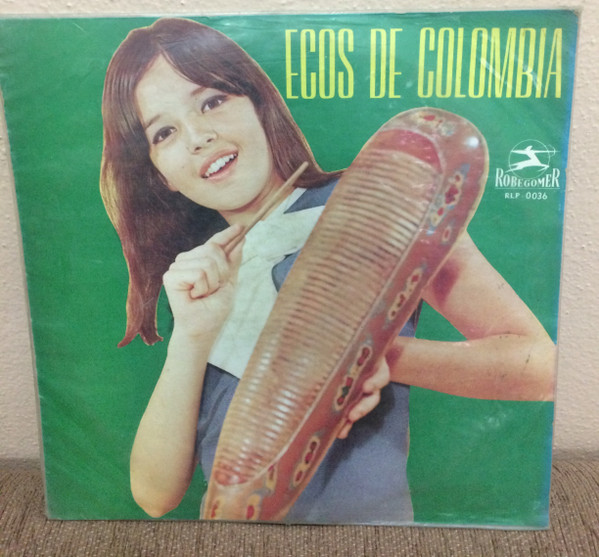 ECOS DE COLOMBIA
ROBEGOMER
RLP - 0036